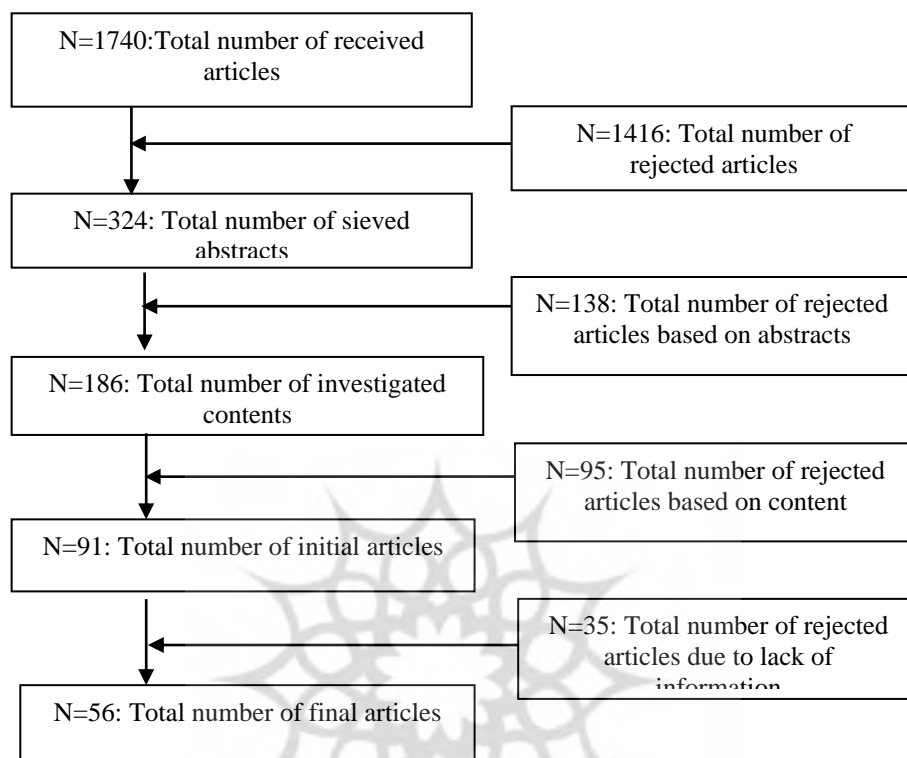 N=1740:Total number of received
articles
N=1416: Total number of
rejected articles
N=324: Total number of sieved
abstracts
N=138: Total number of rejected
articles based on abstracts
N=186: Total number of investigated
contents
N=95: Total number of rejected
articles based on content
N=91: Total number of initial articles
N=35: Total number of rejected
articles due to lack of
information
N=56: Total number of final articles